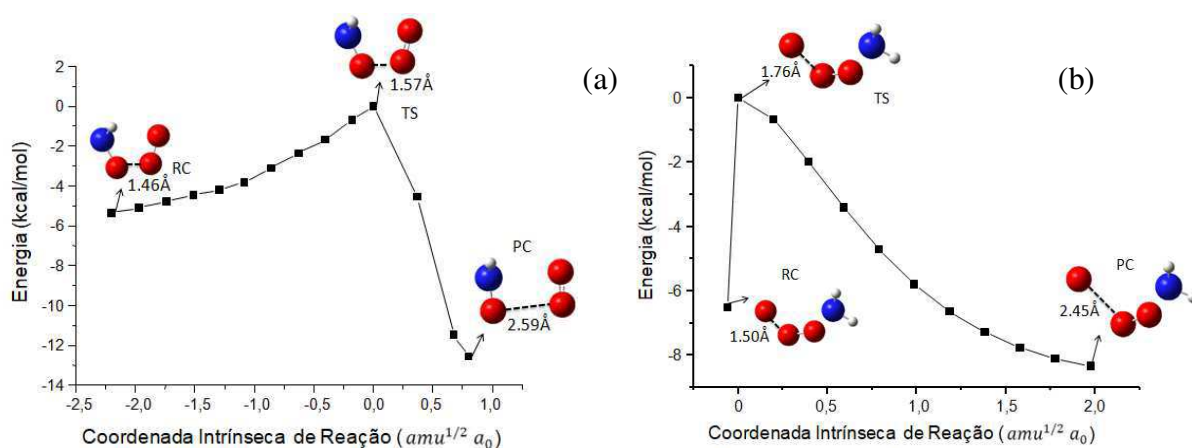 (a)
Energia (kcal/mol)
2
0
-2
-4
-6
-8
-10
-12
-14
-2,5
-2,0
-1,5
-1,0
-0,5
0,0
0,5
1,0
Coordenada Intrínseca de Reação (amu^{1/2} a_0)
RC
1.46Å
1.57Å
TS
PC
2.59Å
(b)
Energia (kcal/mol)
0
-2
-4
-6
-8
0
0,5
1,0
1,5
2,0
Coordenada Intrínseca de Reação (amu^{1/2} a_0)
1.76Å
TS
RC
1.50Å
PC
2.45Å